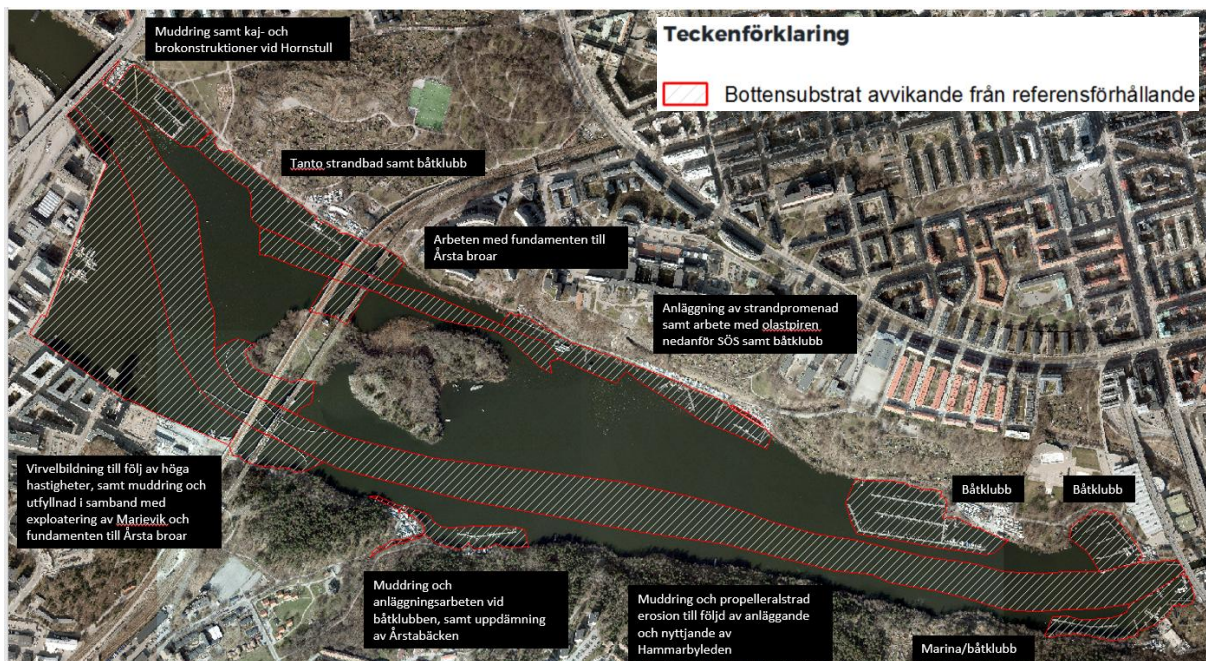 Muddring samt kaj- och
brokonstruktioner vid Hornstull
Teckenförklaring
Bottensubstrat avvikande från referensförhållande
Tanto strandbad samt båtklubb
Arbeten med fundamenten till
Årsta broar
Anläggning av strandpromenad
samt arbete med olastpiren
nedanför SÖS samt båtklubb
Virvelbildning till följ av höga
hastigheter, samt muddring och
utfyllnad i samband med
exploatering av Marievik och
fundamenten till Årsta broar
Båtklubb
Båtklubb
Muddring och
anläggningsarbeten vid
båtklubben, samt uppdämning
av Årstabäcken
Muddring och propelleralstrad
erosion till följd av anläggande
och nyttjande av
Hammarbyleden
Marina/båtklubb